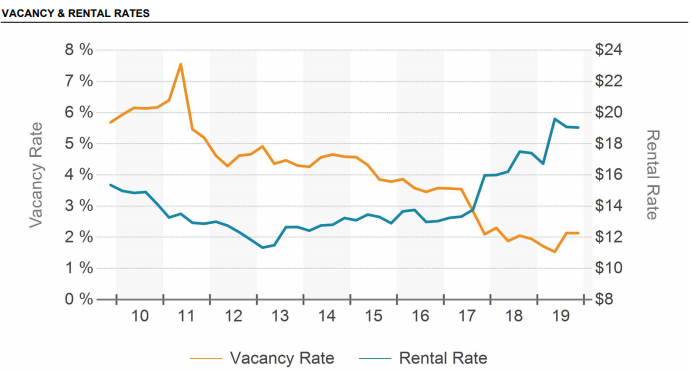 VACANCY & RENTAL RATES
8 % $24
7 % $22
6 % $20
5 % $18
4 % $16
3 % $14
2 % $12
1 % $10
0 % $8
Vacancy Rate
Rental Rate
10 11 12 13 14 15 16 17 18 19
Vacancy Rate Rental Rate